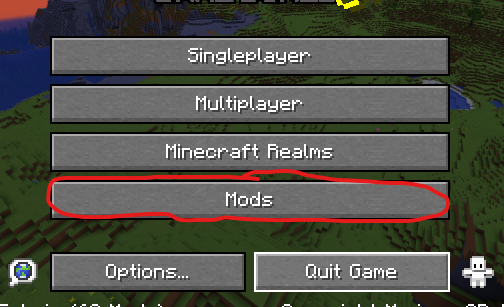 Singleplayer
Multiplayer
Minecraft Realms
Mods
Options...
Quit Game